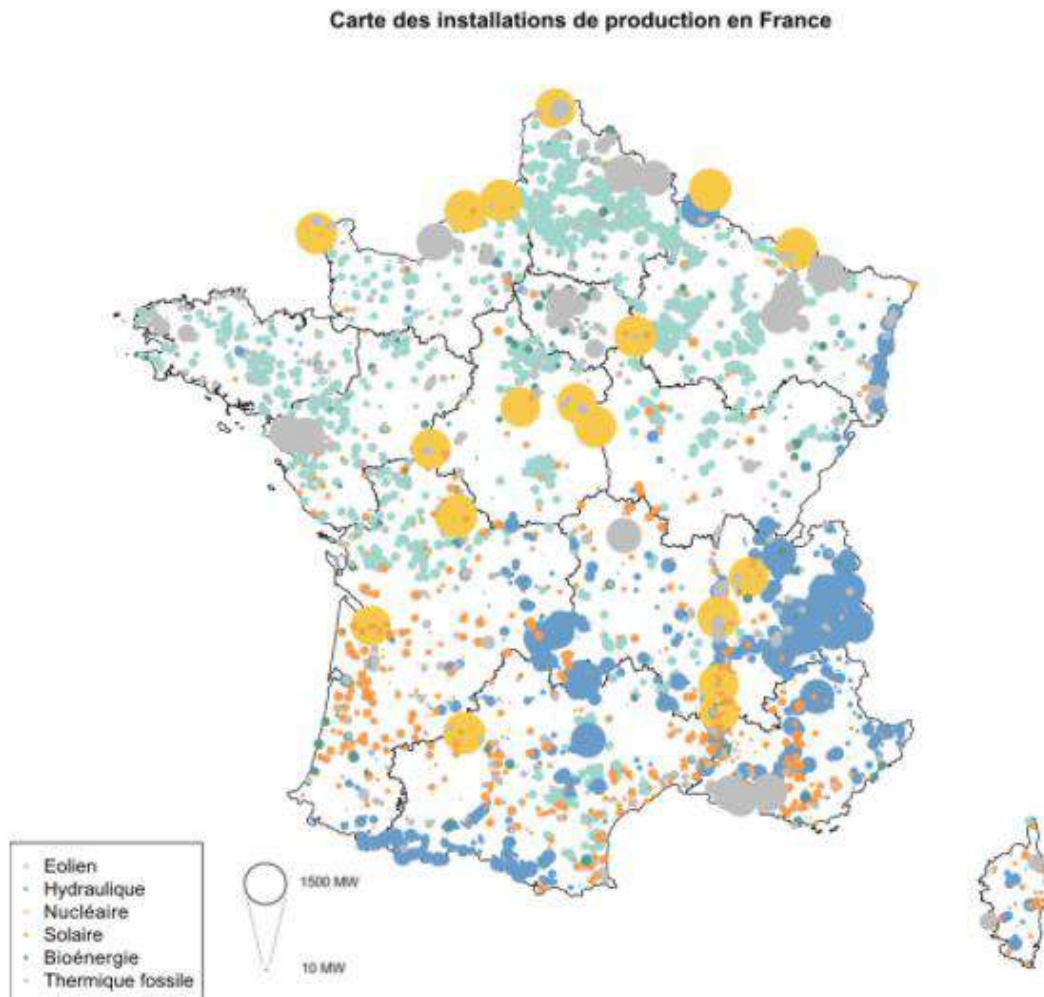 Carte des installations de production en France
Eolien
Hydraulique
Nucléaire
Solaire
Bioénergie
Thermique fossile
1500 MW
10 MW